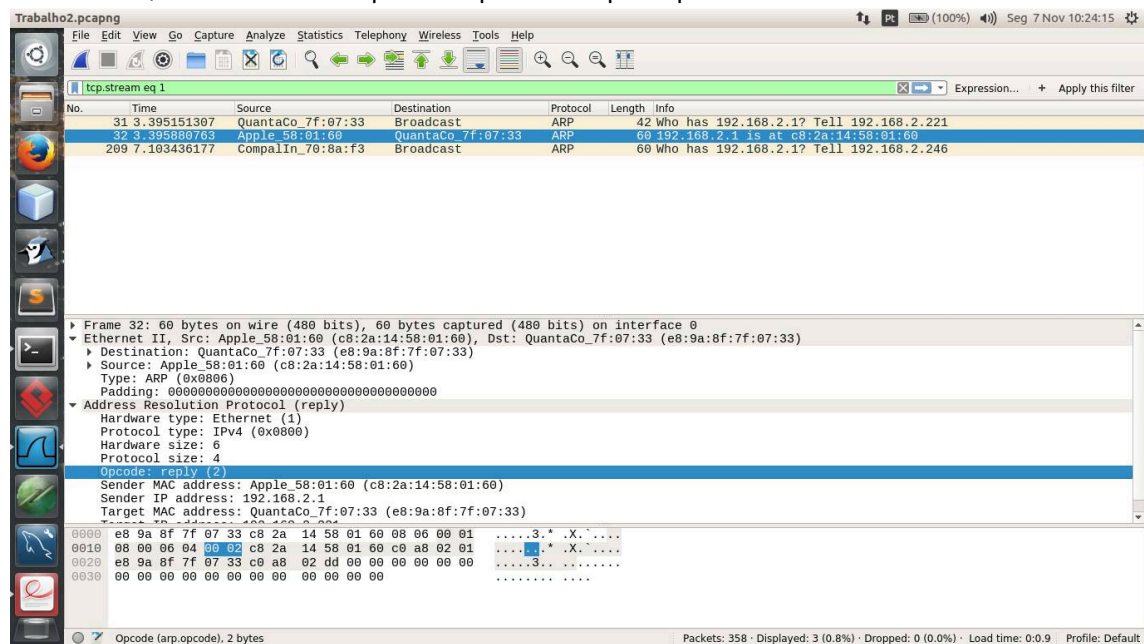 Trabalho2.pcapng
Pt (100%) Seg 7 Nov 10:24:15
File Edit View Go Capture Analyze Statistics Telephony Wireless Tools Help
tcp.stream eq 1 Expression... + Apply this filter
No. Time Source Destination Protocol Length Info
31 3.395151307 QuantaCo_7f:07:33 Broadcast ARP 42 Who has 192.168.2.1? Tell 192.168.2.221
32 3.395880763 Apple_58:01:60 QuantaCo_7f:07:33 ARP 60 192.168.2.1 is at c8:2a:14:58:01:60
209 7.103436177 CompalIn_70:8a:f3 Broadcast ARP 60 Who has 192.168.2.1? Tell 192.168.2.246
Frame 32: 60 bytes on wire (480 bits), 60 bytes captured (480 bits) on interface 0
Ethernet II, Src: Apple_58:01:60 (c8:2a:14:58:01:60), Dst: QuantaCo_7f:07:33 (e8:9a:8f:7f:07:33)
Destination: QuantaCo_7f:07:33 (e8:9a:8f:7f:07:33)
Source: Apple_58:01:60 (c8:2a:14:58:01:60)
Type: ARP (0x0806)
Padding: 000000000000000000000000000000000000
Address Resolution Protocol (reply)
Hardware type: Ethernet (1)
Protocol type: IPv4 (0x0800)
Hardware size: 6
Protocol size: 4
Opcode: reply (2)
Sender MAC address: Apple_58:01:60 (c8:2a:14:58:01:60)
Sender IP address: 192.168.2.1
Target MAC address: QuantaCo_7f:07:33 (e8:9a:8f:7f:07:33)
0000 e8 9a 8f 7f 07 33 c8 2a 14 58 01 60 08 06 00 01 .....3.* .X.`....
0010 08 00 06 04 00 02 c8 2a 14 58 01 60 c0 a8 02 01 .......* .X.`....
0020 e8 9a 8f 7f 07 33 c0 a8 02 dd 00 00 00 00 00 00 .....3.. ........
0030 00 00 00 00 00 00 00 00 00 00 00 00 ........ ....
Opcode (arp.opcode), 2 bytes Packets: 358 · Displayed: 3 (0.8%) · Dropped: 0 (0.0%) · Load time: 0:0.9 Profile: Default